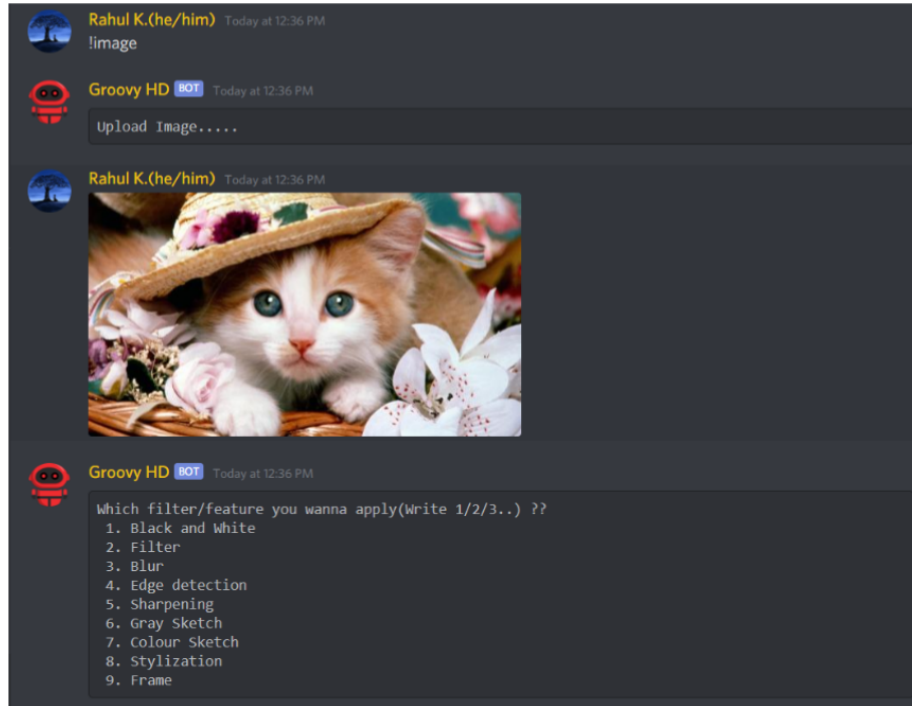 Rahul K.(he/him) Today at 12:36 PM
!image
Groovy HD BOT Today at 12:36 PM
Upload Image.....
Rahul K.(he/him) Today at 12:36 PM
Groovy HD BOT Today at 12:36 PM
Which filter/feature you wanna apply(Write 1/2/3..) ??
1. Black and White
2. Filter
3. Blur
4. Edge detection
5. Sharpening
6. Gray Sketch
7. Colour Sketch
8. Stylization
9. Frame